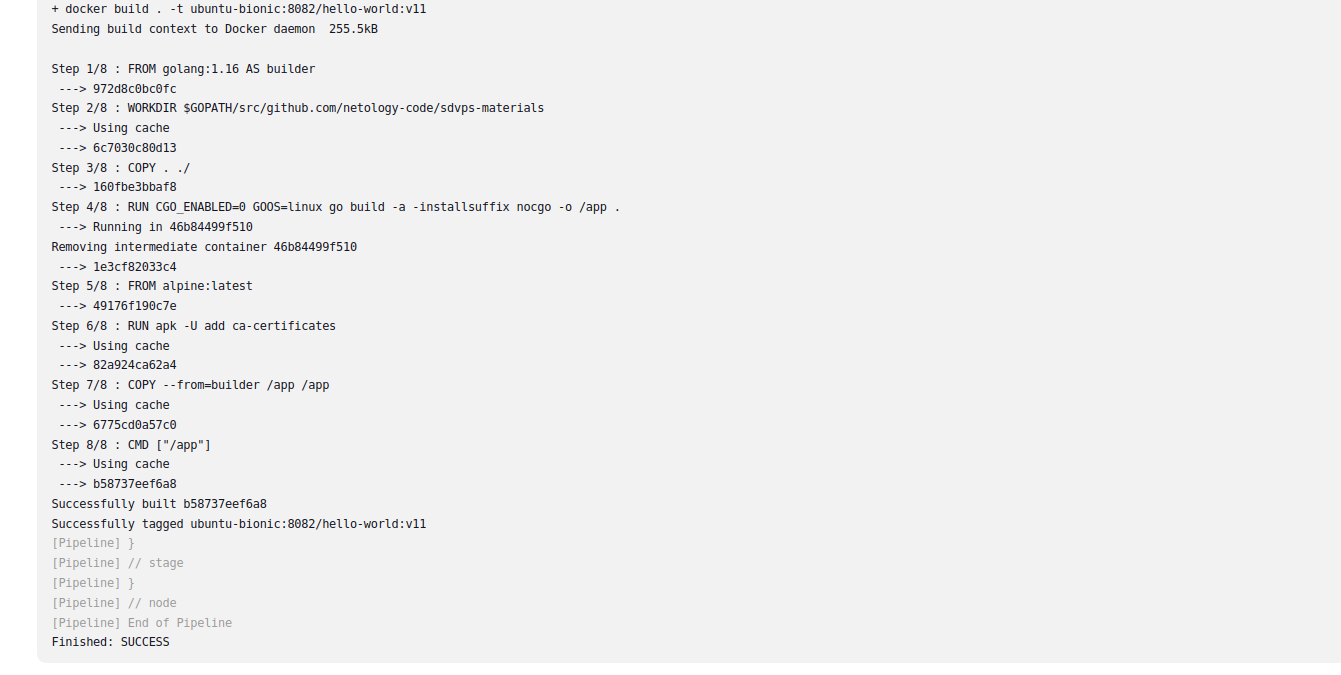 + docker build . -t ubuntu-bionic:8082/hello-world:v11
Sending build context to Docker daemon  255.5kB
Step 1/8 : FROM golang:1.16 AS builder
 ---> 972d8c0bc0fc
Step 2/8 : WORKDIR $GOPATH/src/github.com/netology-code/sdvps-materials
 ---> Using cache
 ---> 6c7030c80d13
Step 3/8 : COPY . ./
 ---> 160fbe3bbaf8
Step 4/8 : RUN CGO_ENABLED=0 GOOS=linux go build -a -installsuffix nocgo -o /app .
 ---> Running in 46b84499f510
Removing intermediate container 46b84499f510
 ---> 1e3cf82033c4
Step 5/8 : FROM alpine:latest
 ---> 49176f190c7e
Step 6/8 : RUN apk -U add ca-certificates
 ---> Using cache
 ---> 82a924ca62a4
Step 7/8 : COPY --from=builder /app /app
 ---> Using cache
 ---> 6775cd0a57c0
Step 8/8 : CMD ["/app"]
 ---> Using cache
 ---> b58737eef6a8
Successfully built b58737eef6a8
Successfully tagged ubuntu-bionic:8082/hello-world:v11
[Pipeline] }
[Pipeline] // stage
[Pipeline] }
[Pipeline] // node
[Pipeline] End of Pipeline
Finished: SUCCESS